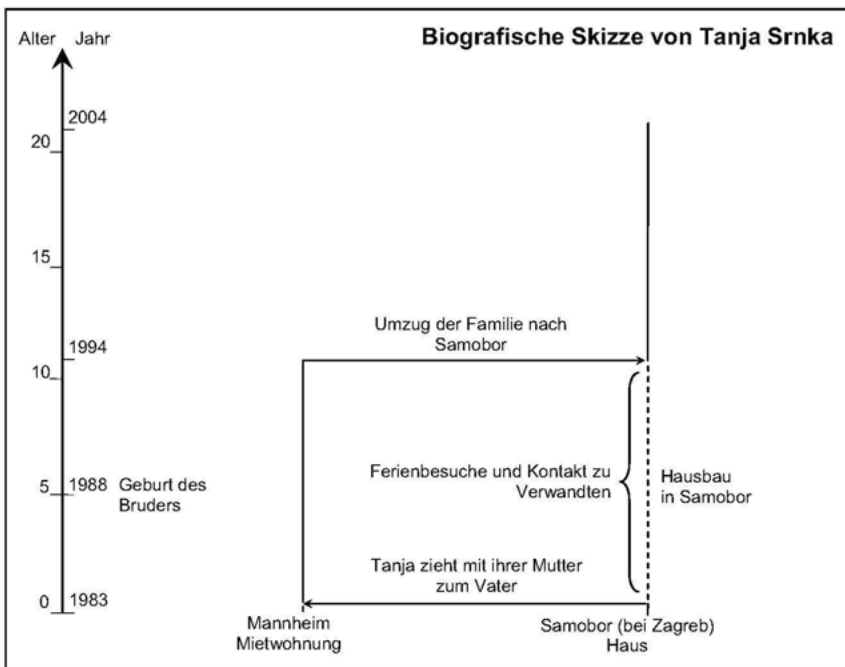 Biografische Skizze von Tanja Srnka
Alter Jahr
2004
20
15
Umzug der Familie nach
Samobor
1994
10
Ferienbesuche und Kontakt zu
Verwandten
Hausbau
in Samobor
5 1988 Geburt des
Bruders
Tanja zieht mit ihrer Mutter
zum Vater
0 1983
Mannheim
Mietwohnung
Samobor (bei Zagreb)
Haus